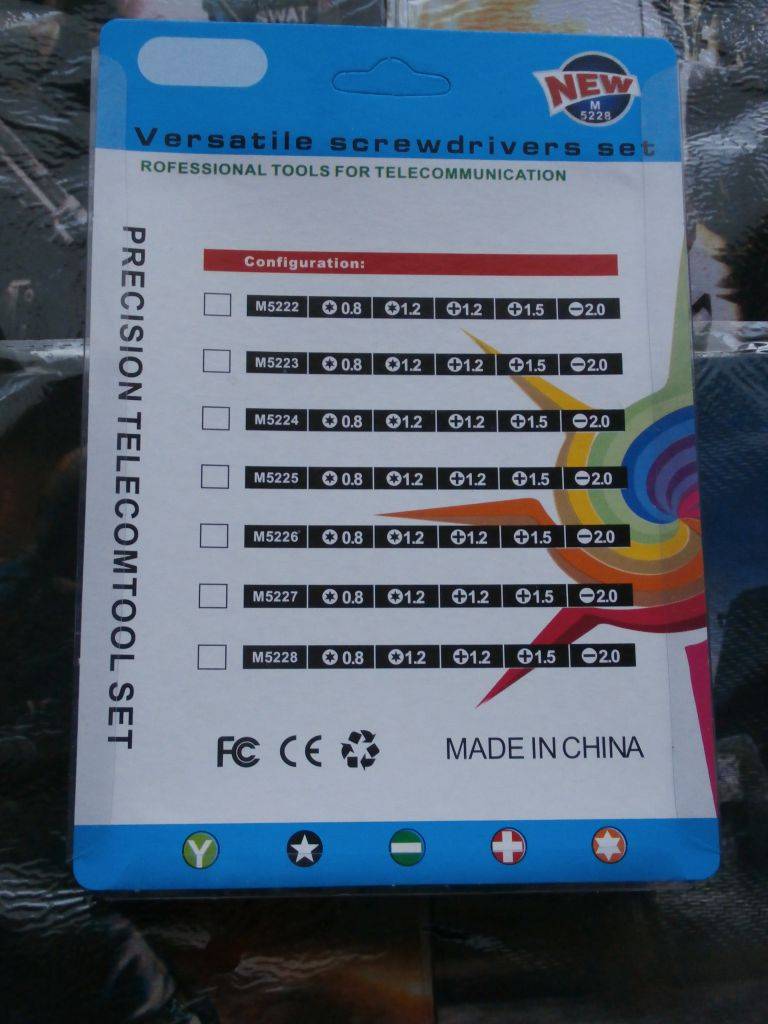 SWAT
NEW
M
5228
Versatile screwdrivers set
ROFESSIONAL TOOLS FOR TELECOMMUNICATION
PRECISION TELECOMTOOL SET
Configuration:
M5222 0.8 1.2 1.2 1.5 2.0
M5223 0.8 1.2 1.2 1.5 2.0
M5224 0.8 1.2 1.2 1.5 2.0
M5225 0.8 1.2 1.2 1.5 2.0
M5226 0.8 1.2 1.2 1.5 2.0
M5227 0.8 1.2 1.2 1.5 2.0
M5228 0.8 1.2 1.2 1.5 2.0
FC CE MADE IN CHINA
Y